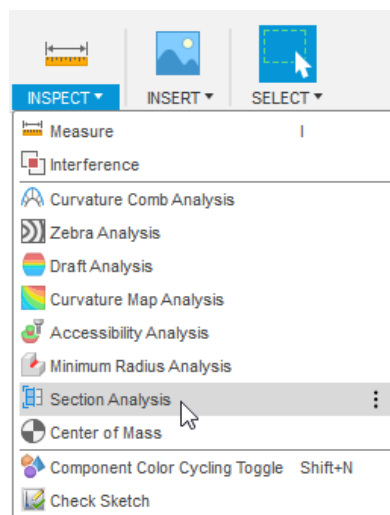 INSPECT ▾ INSERT ▾ SELECT ▾
Measure I
Interference
Curvature Comb Analysis
Zebra Analysis
Draft Analysis
Curvature Map Analysis
Accessibility Analysis
Minimum Radius Analysis
Section Analysis
Center of Mass
Component Color Cycling Toggle Shift+N
Check Sketch